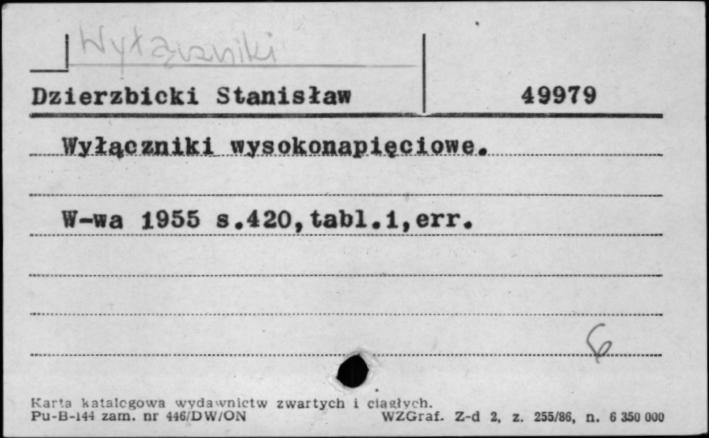 Wyłączniki
Dzierzbicki Stanisław 49979
Wyłączniki wysokonapięciowe.
W-wa 1955 s.420,tabl.1,err.
6
Karta katalogowa wydawnictw zwartych i ciągłych.
Pu-B-144 zam. nr 446/DW/ON WZGraf. Z-d 2, z. 255/86, n. 6 350 000